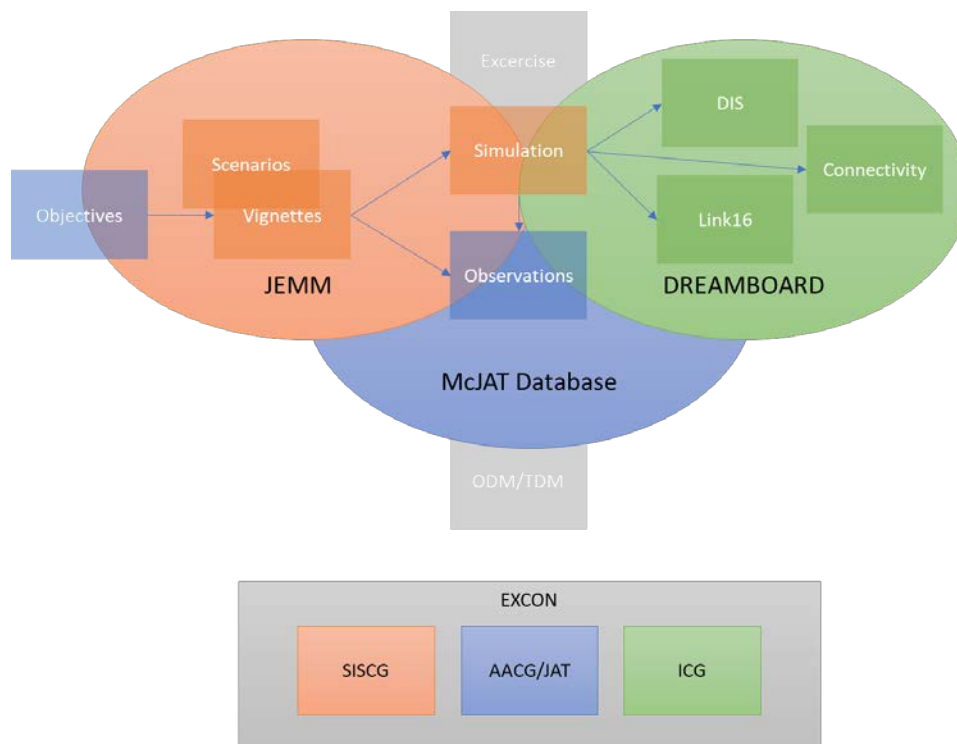 Excercise
DIS
Simulation
Scenarios
Connectivity
Objectives
Vignettes
Link16
Observations
JEMM
DREAMBOARD
McJAT Database
ODM/TDM
EXCON
SISCG
AACG/JAT
ICG